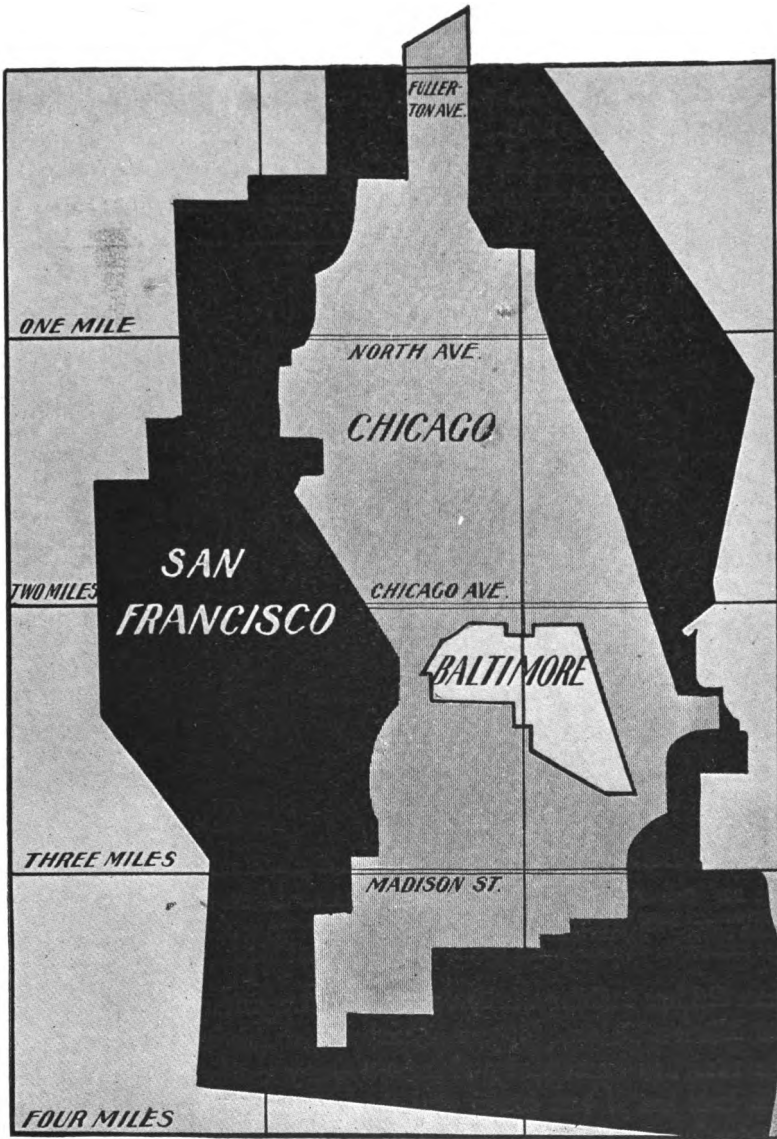 FULLER-
TON AVE.
ONE MILE
NORTH AVE.
CHICAGO
SAN
FRANCISCO
TWO MILES
CHICAGO AVE.
BALTIMORE
THREE MILES
MADISON ST.
FOUR MILES